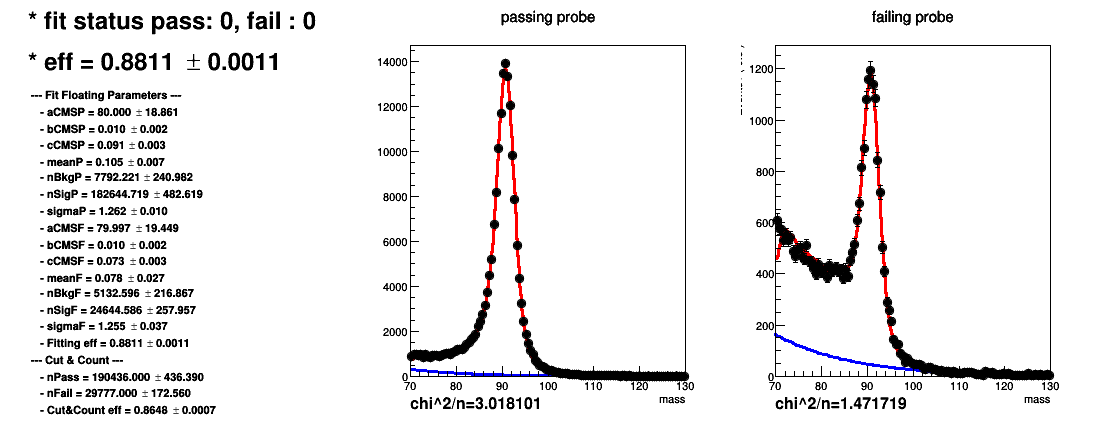 * fit status pass: 0, fail : 0
* eff = 0.8811 ± 0.0011
--- Fit Floating Parameters ---
- aCMSP = 80.000 ± 18.861
- bCMSP = 0.010 ± 0.002
- cCMSP = 0.091 ± 0.003
- meanP = 0.105 ± 0.007
- nBkgP = 7792.221 ± 240.982
- nSigP = 182644.719 ± 482.619
- sigmaP = 1.262 ± 0.010
- aCMSF = 79.997 ± 19.449
- bCMSF = 0.010 ± 0.002
- cCMSF = 0.073 ± 0.003
- meanF = 0.078 ± 0.027
- nBkgF = 5132.596 ± 216.867
- nSigF = 24644.586 ± 257.957
- sigmaF = 1.255 ± 0.037
- Fitting eff = 0.8811 ± 0.0011
--- Cut & Count ---
- nPass = 190436.000 ± 436.390
- nFail = 29777.000 ± 172.560
- Cut&Count eff = 0.8648 ± 0.0007
passing probe
14000
12000
10000
8000
6000
4000
2000
0
70 80 90 100 110 120 130
mass
chi^2/n=3.018101
failing probe
1200
1000
800
600
400
200
0
70 80 90 100 110 120 130
mass
chi^2/n=1.471719